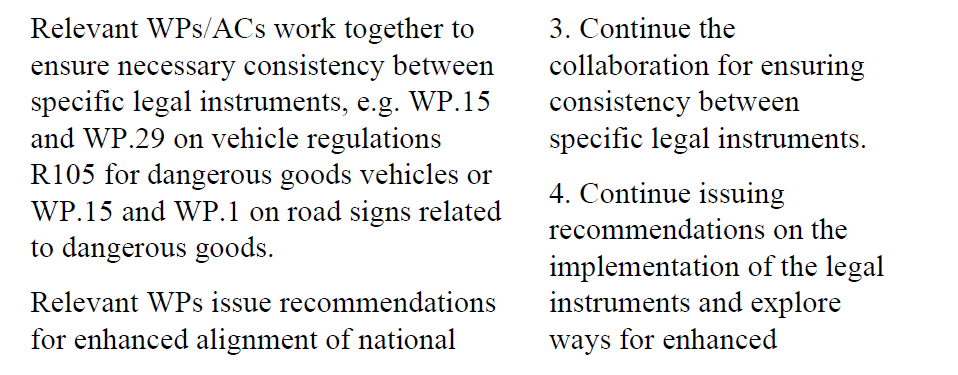 Relevant WPs/ACs work together to
ensure necessary consistency between
specific legal instruments, e.g. WP.15
and WP.29 on vehicle regulations
R105 for dangerous goods vehicles or
WP.15 and WP.1 on road signs related
to dangerous goods.
Relevant WPs issue recommendations
for enhanced alignment of national
3. Continue the
collaboration for ensuring
consistency between
specific legal instruments.
4. Continue issuing
recommendations on the
implementation of the legal
instruments and explore
ways for enhanced